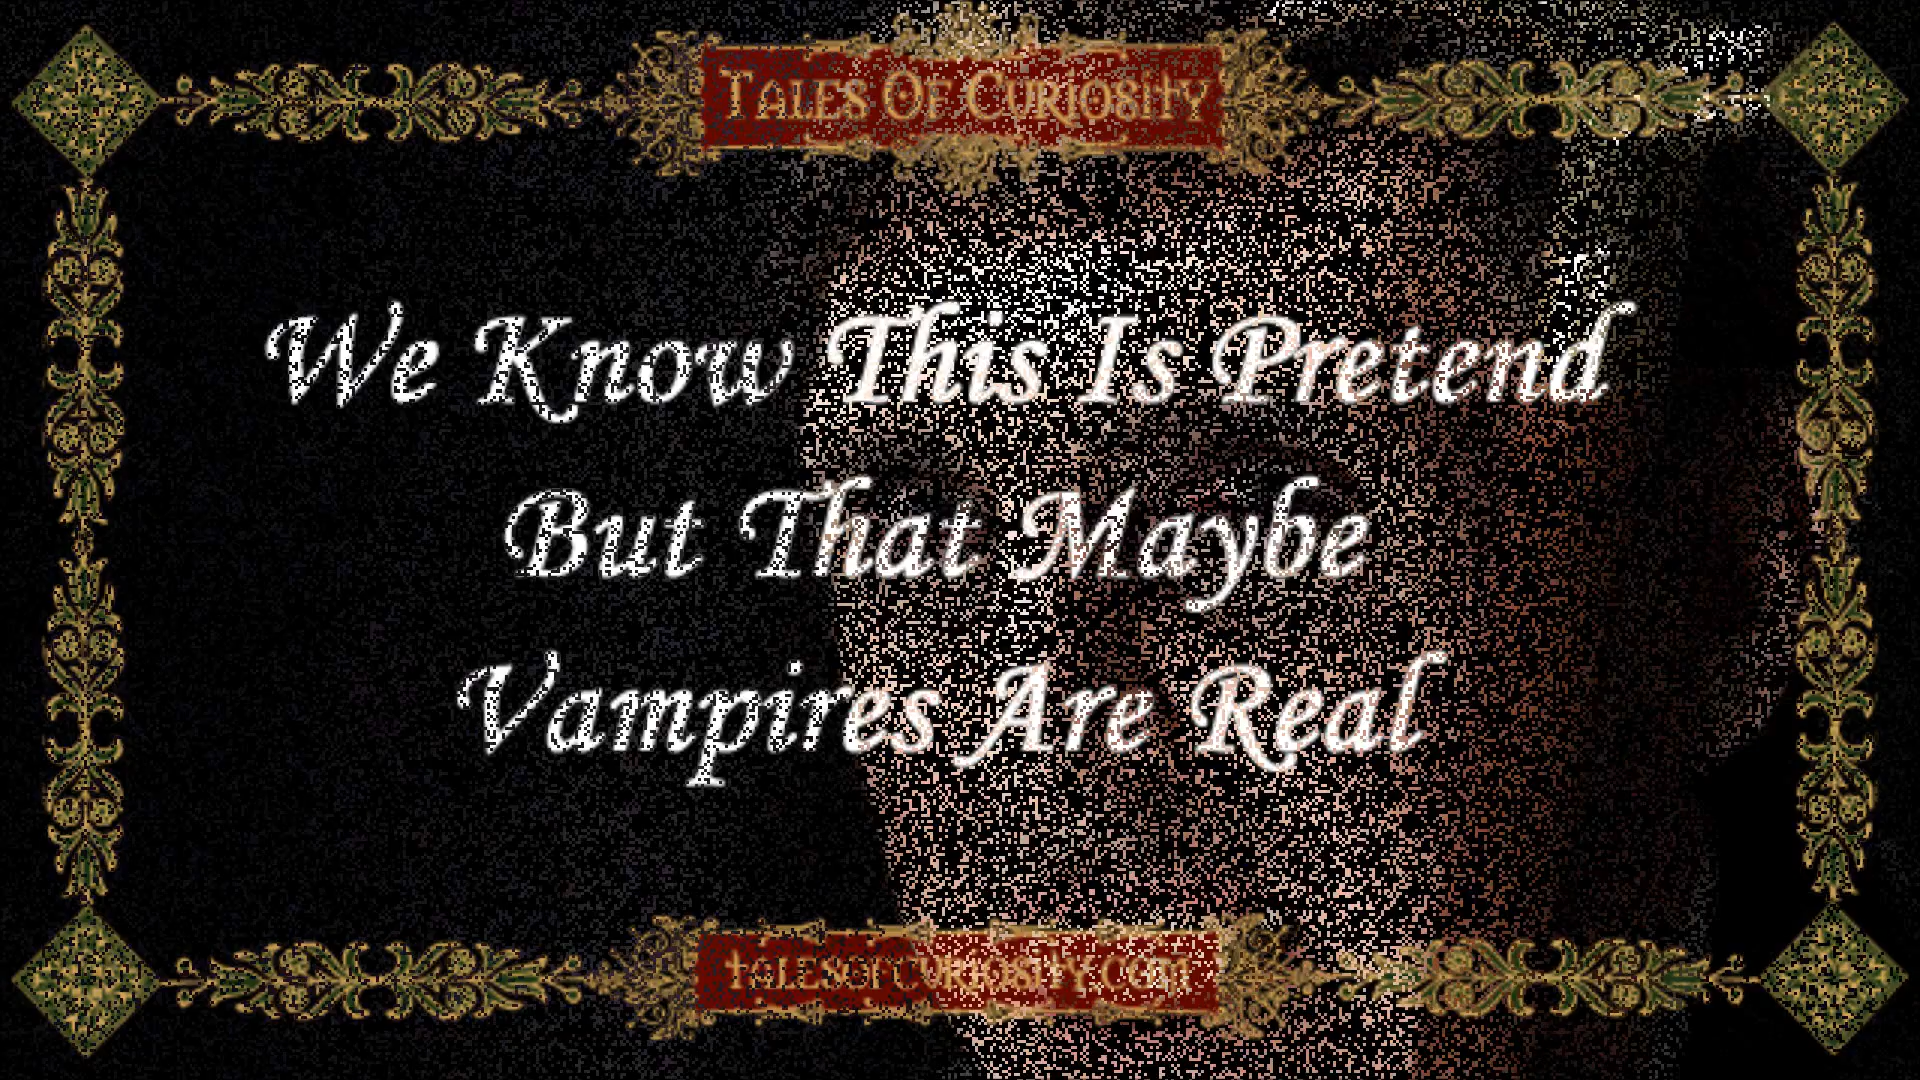 Tales Of Curiosity
We Know This Is Pretend
But That Maybe
Vampires Are Real
talesofcuriosity.com